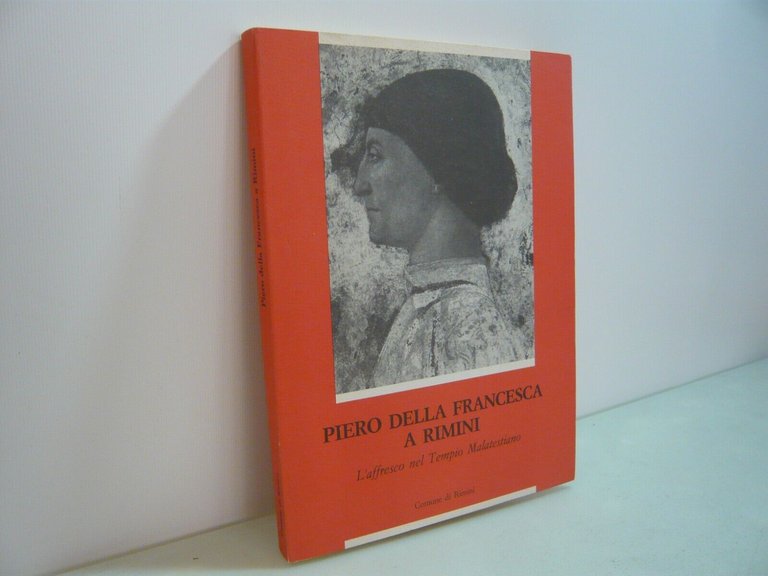 PIERO DELLA FRANCESCA
A RIMINI
L'affresco nel Tempio Malatestiano
Comune di Rimini
Piero della Francesca a Rimini